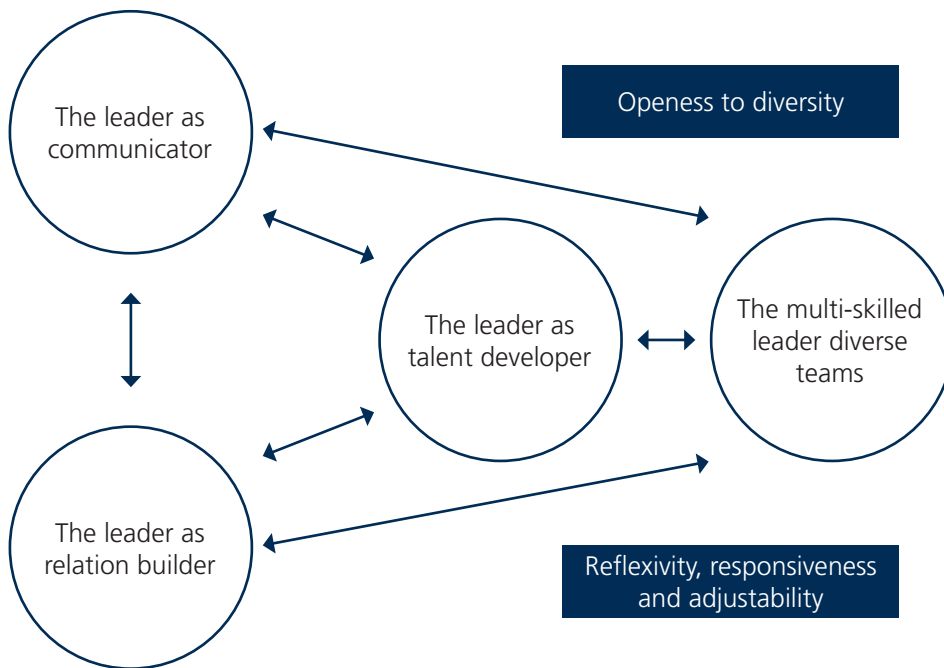 The leader as
communicator
Openess to diversity
The leader as
talent developer
The multi-skilled
leader diverse
teams
The leader as
relation builder
Reflexivity, responsiveness
and adjustability